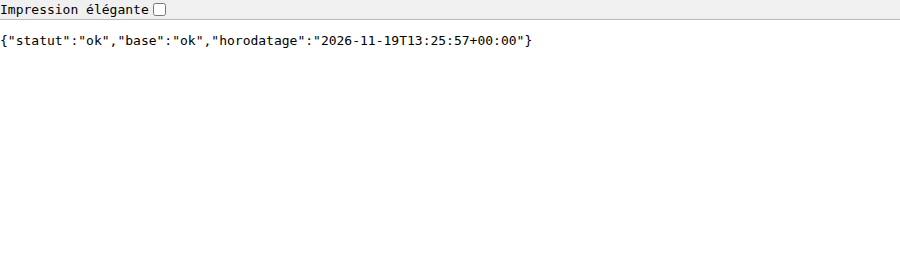 Impression élégante
{"statut":"ok","base":"ok","horodatage":"2026-11-19T13:25:57+00:00"}